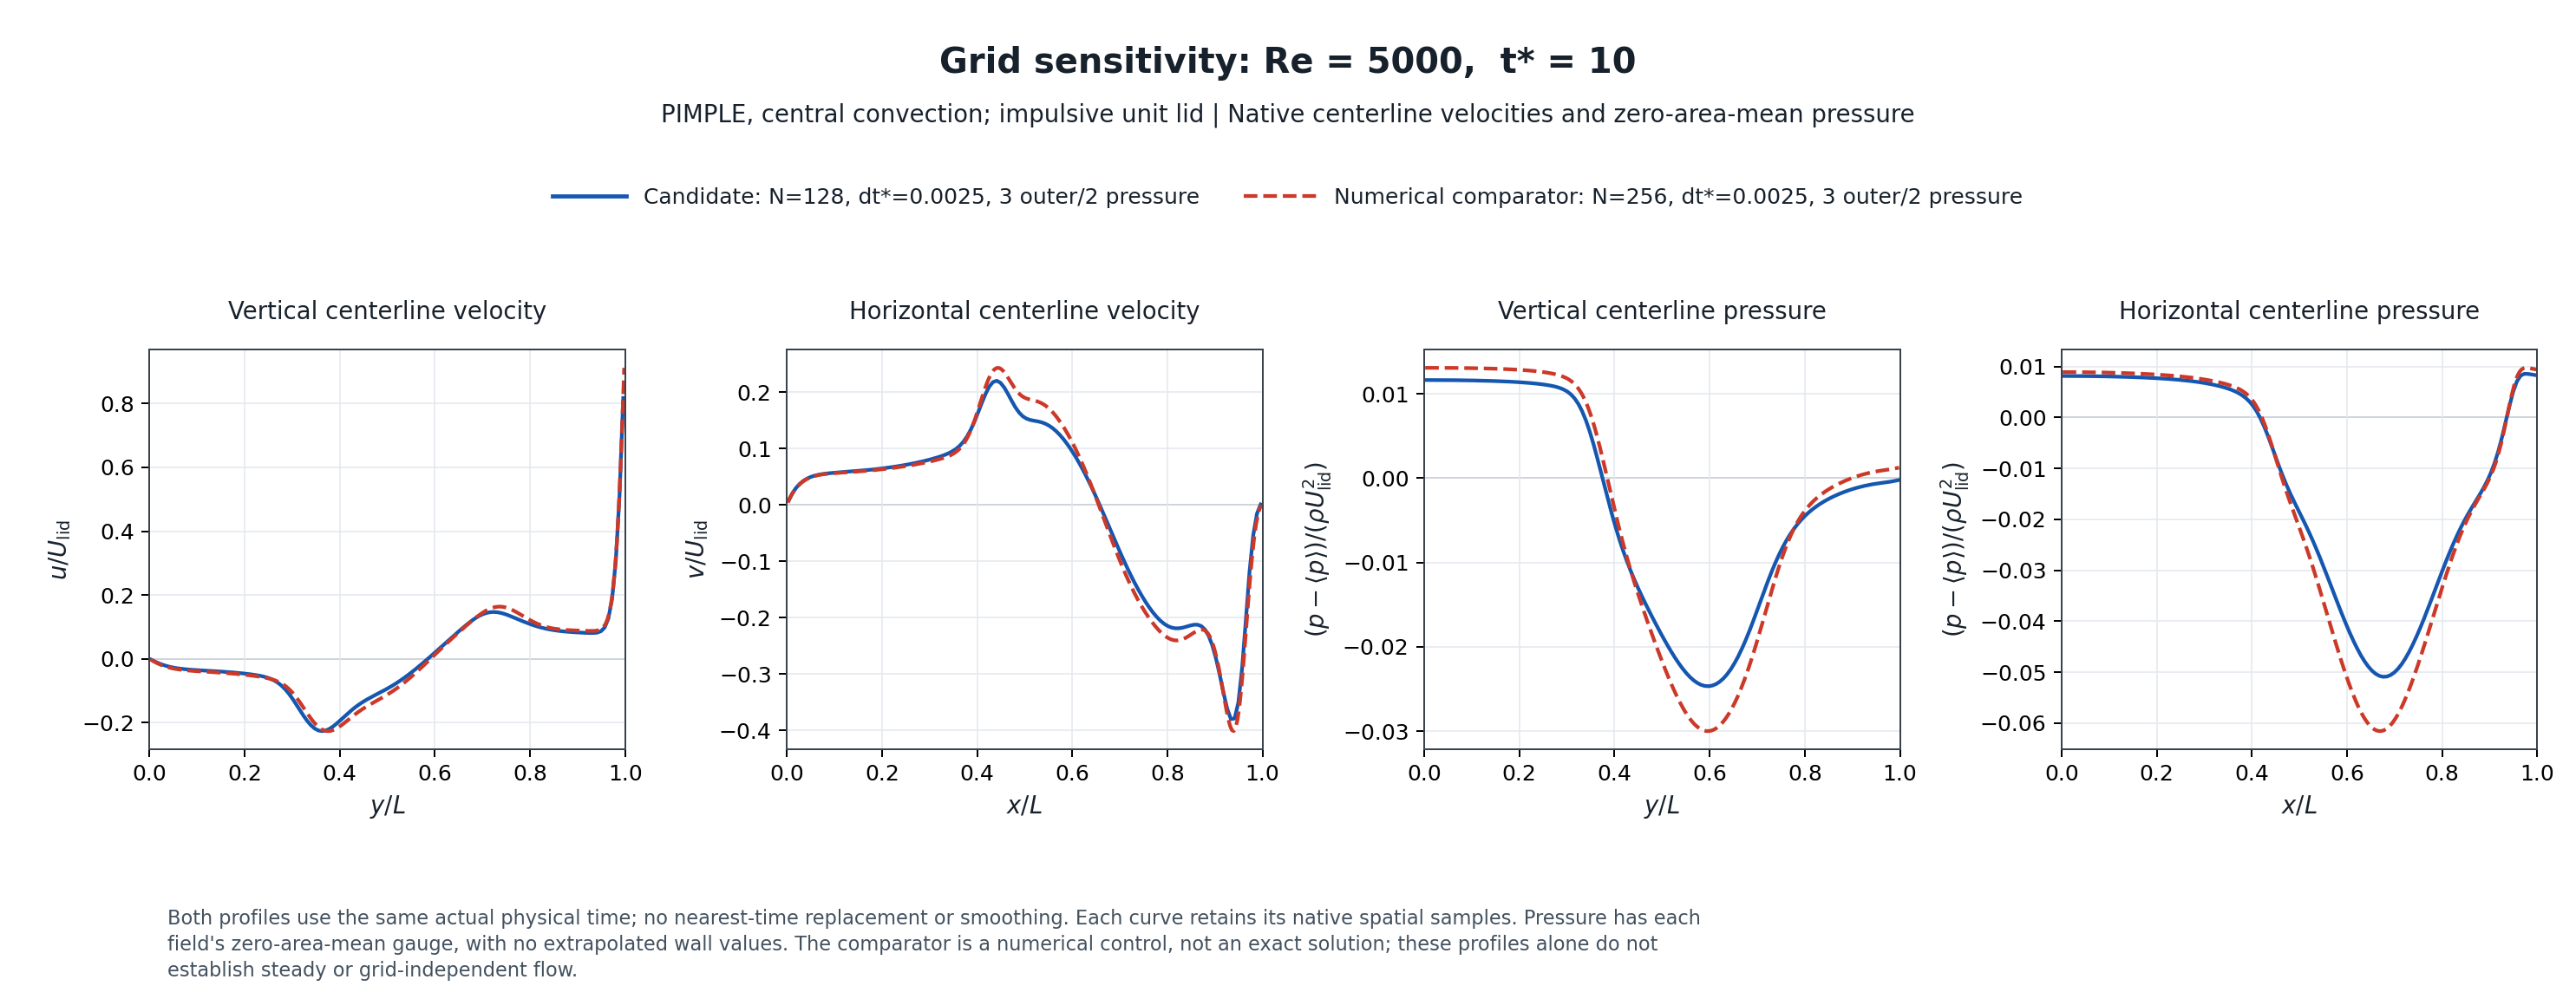 Grid sensitivity: Re = 5000, t* = 10
PIMPLE, central convection; impulsive unit lid | Native centerline velocities and zero-area-mean pressure
Candidate: N=128, dt*=0.0025, 3 outer/2 pressure
Numerical comparator: N=256, dt*=0.0025, 3 outer/2 pressure
Vertical centerline velocity
u/U_lid
0.8
0.6
0.4
0.2
0.0
−0.2
0.0 0.2 0.4 0.6 0.8 1.0
y/L
Horizontal centerline velocity
v/U_lid
0.2
0.1
0.0
−0.1
−0.2
−0.3
−0.4
0.0 0.2 0.4 0.6 0.8 1.0
x/L
Vertical centerline pressure
(p − ⟨p⟩)/(ρU²_lid)
0.01
0.00
−0.01
−0.02
−0.03
0.0 0.2 0.4 0.6 0.8 1.0
y/L
Horizontal centerline pressure
(p − ⟨p⟩)/(ρU²_lid)
0.01
0.00
−0.01
−0.02
−0.03
−0.04
−0.05
−0.06
0.0 0.2 0.4 0.6 0.8 1.0
x/L
Both profiles use the same actual physical time; no nearest-time replacement or smoothing. Each curve retains its native spatial samples. Pressure has each
field's zero-area-mean gauge, with no extrapolated wall values. The comparator is a numerical control, not an exact solution; these profiles alone do not
establish steady or grid-independent flow.